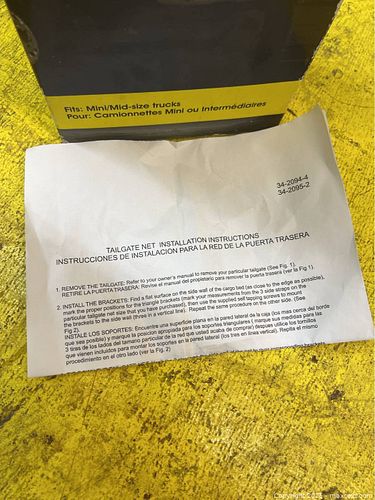 Fits: Mini/Mid-size trucks
Pour: Camionnettes Mini ou Intermédiaires
34-2094-4
34-2095-2
TAILGATE NET INSTALLATION INSTRUCTIONS
INSTRUCCIONES DE INSTALACION PARA LA RED DE LA PUERTA TRASERA
1. REMOVE THE TAILGATE: Refer to your owner's manual to remove your particular tailgate (See Fig. 1).
RETIRE LA PUERTA TRASERA: Revise el manual del propietario para remover la puerta trasera (ver la Fig 1).
2. INSTALL THE BRACKETS: Find a flat surface on the side wall of the cargo bed (as close to the edge as possible),
mark the proper positions for the triangle brackets (mark your measurements from the 3 side straps on the
particular tailgate net size that you have purchased), then use the supplied self tapping screws to mount
the brackets to the side wall (three in a vertical line). Repeat the same procedure on the other side. (See
Fig 2).
INSTALE LOS SOPORTES: Encuentre una superficie plana en la pared lateral de la caja (los mas cerca del borde
que sea posible) y marque la posicion apropiada para los soportes triangulares ( marque sus medidas para las
3 tiras de los lados del tamaño particular de la red que usted acaba de comprar) después utilice los tornillos
que vienen incluidos para montar los soportes en la pared lateral (los tres en lines vertical). Repita el mismo
procedimiento en el otro lado (ver la Fig. 2)